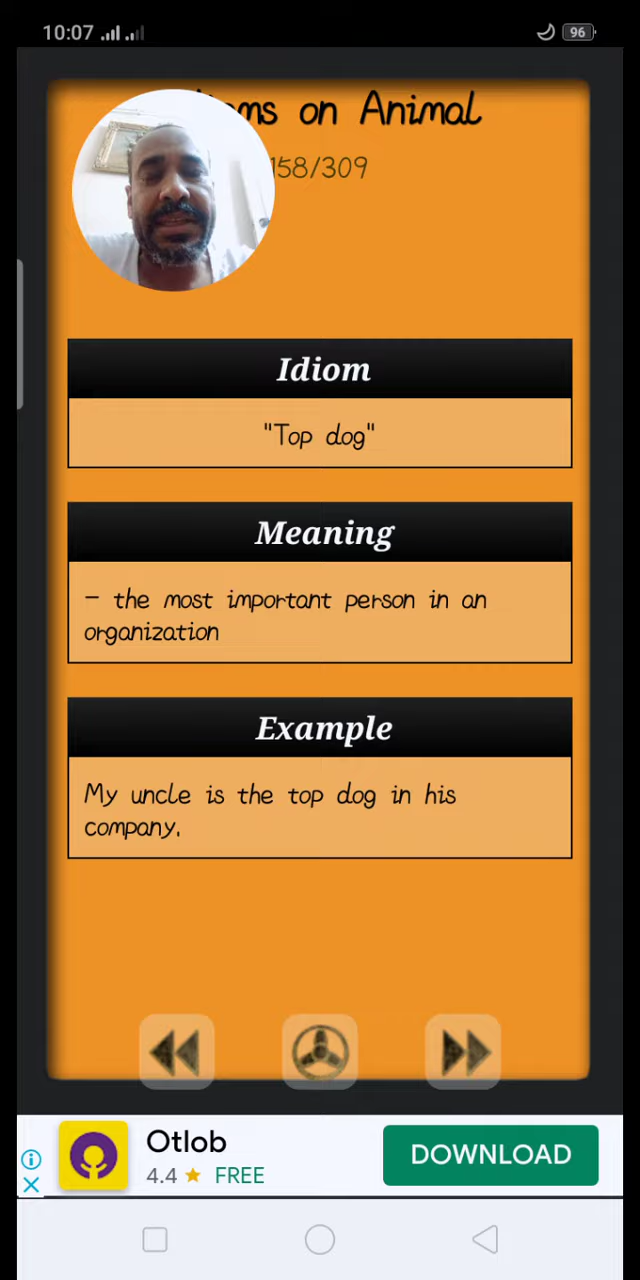 10:07
96
on Animal
158/309
Idiom
"Top dog"
Meaning
- the most important person in an
organization
Example
My uncle is the top dog in his
company.
Otlob
4.4 ★ FREE
DOWNLOAD